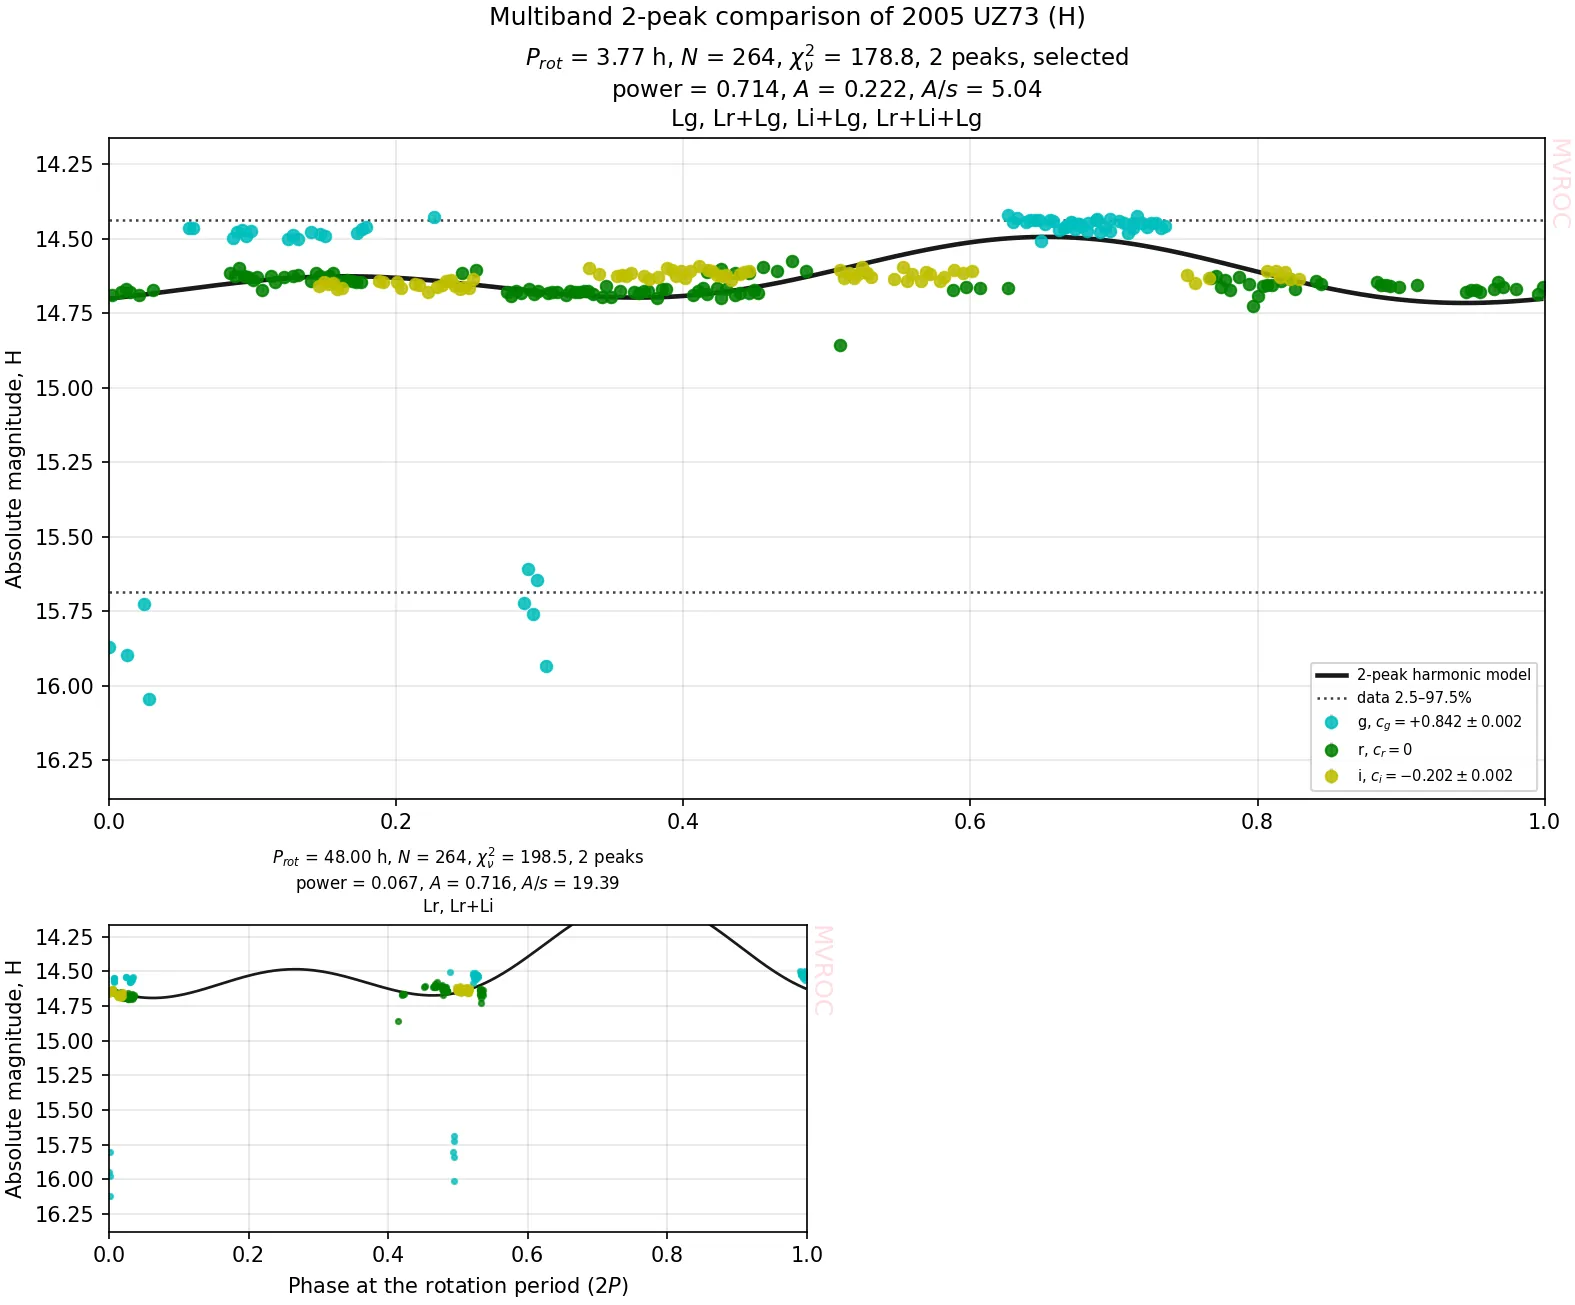 Multiband 2-peak comparison of 2005 UZ73 (H)
P_rot = 3.77 h, N = 264, χ²_ν = 178.8, 2 peaks, selected
power = 0.714, A = 0.222, A/s = 5.04
Lg, Lr+Lg, Li+Lg, Lr+Li+Lg
MVROC
Absolute magnitude, H
14.25
14.50
14.75
15.00
15.25
15.50
15.75
16.00
16.25
2-peak harmonic model
data 2.5–97.5%
g, c_g = +0.842 ± 0.002
r, c_r = 0
i, c_i = −0.202 ± 0.002
0.0 0.2 0.4 0.6 0.8 1.0
P_rot = 48.00 h, N = 264, χ²_ν = 198.5, 2 peaks
power = 0.067, A = 0.716, A/s = 19.39
Lr, Lr+Li
MVROC
Absolute magnitude, H
14.25
14.50
14.75
15.00
15.25
15.50
15.75
16.00
16.25
0.0 0.2 0.4 0.6 0.8 1.0
Phase at the rotation period (2P)